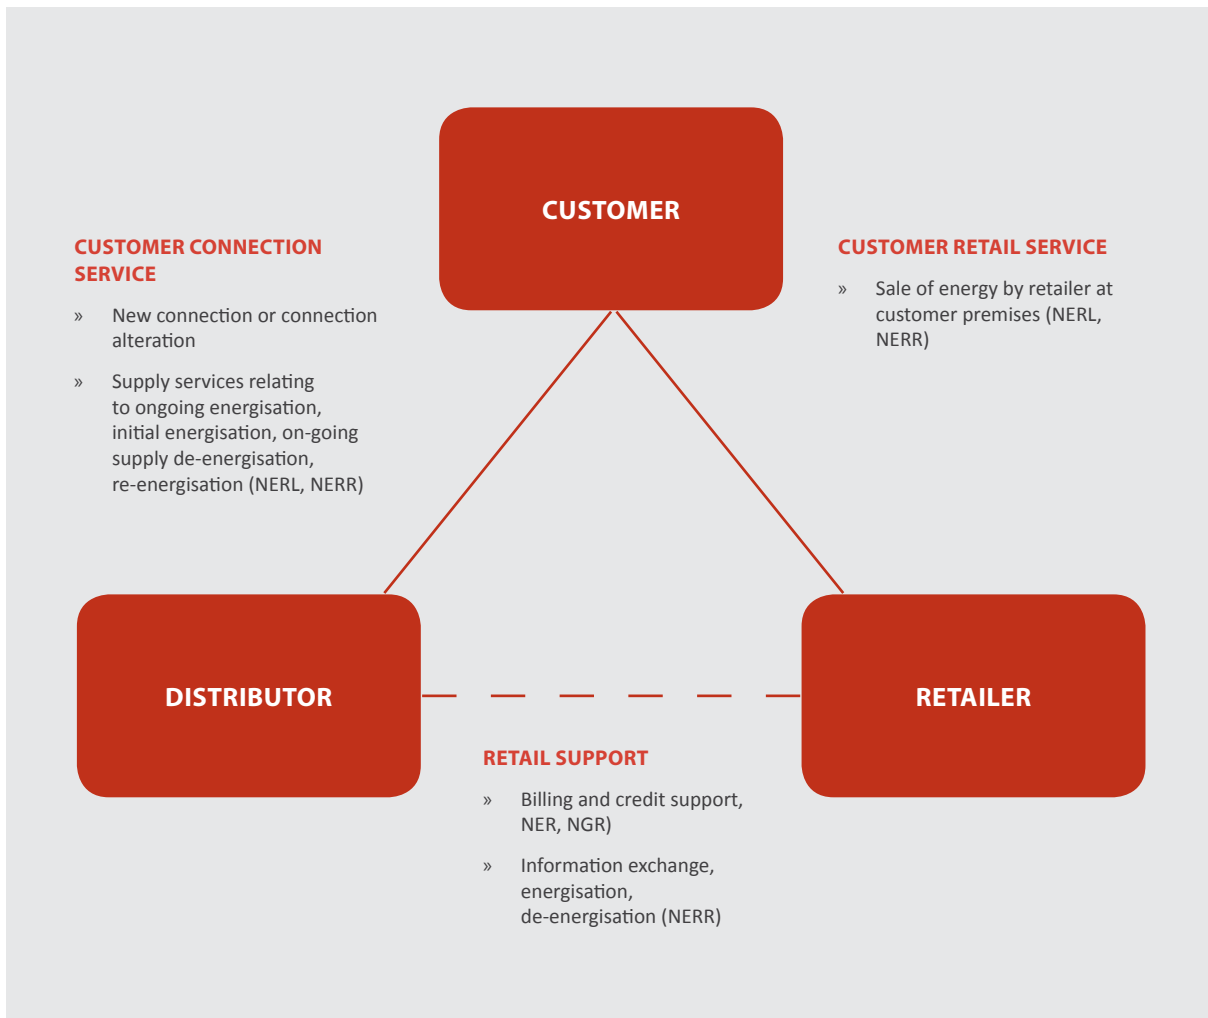 CUSTOMER
CUSTOMER CONNECTION
SERVICE
» New connection or connection
alteration
» Supply services relating
to ongoing energisation,
initial energisation, on-going
supply de-energisation,
re-energisation (NERL, NERR)
CUSTOMER RETAIL SERVICE
» Sale of energy by retailer at
customer premises (NERL,
NERR)
DISTRIBUTOR
RETAILER
RETAIL SUPPORT
» Billing and credit support,
NER, NGR)
» Information exchange,
energisation,
de-energisation (NERR)